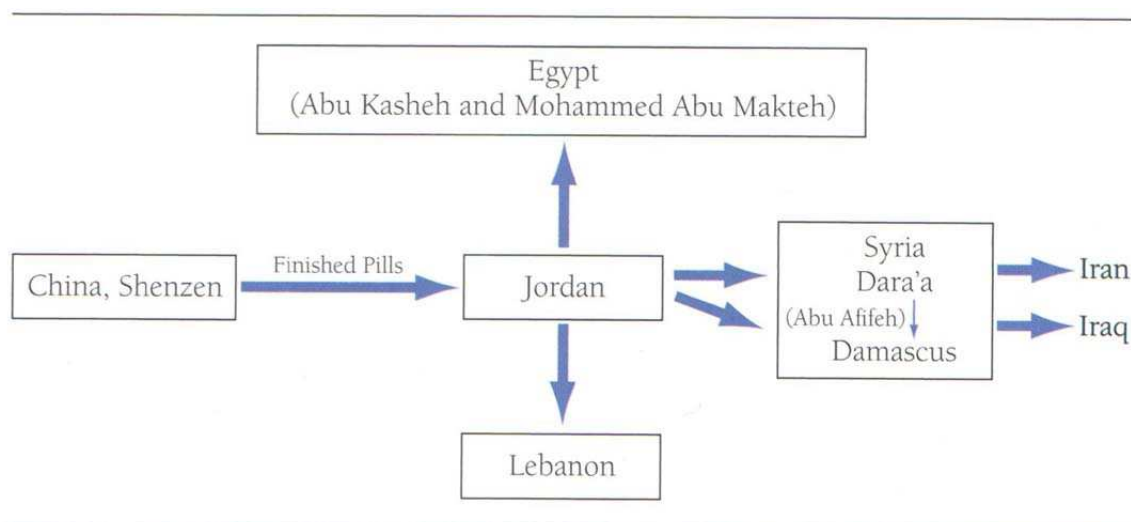 Egypt
(Abu Kasheh and Mohammed Abu Makteh)
China, Shenzen
Finished Pills
Jordan
Syria
Dara'a
(Abu Afifeh)
Damascus
Iran
Iraq
Lebanon